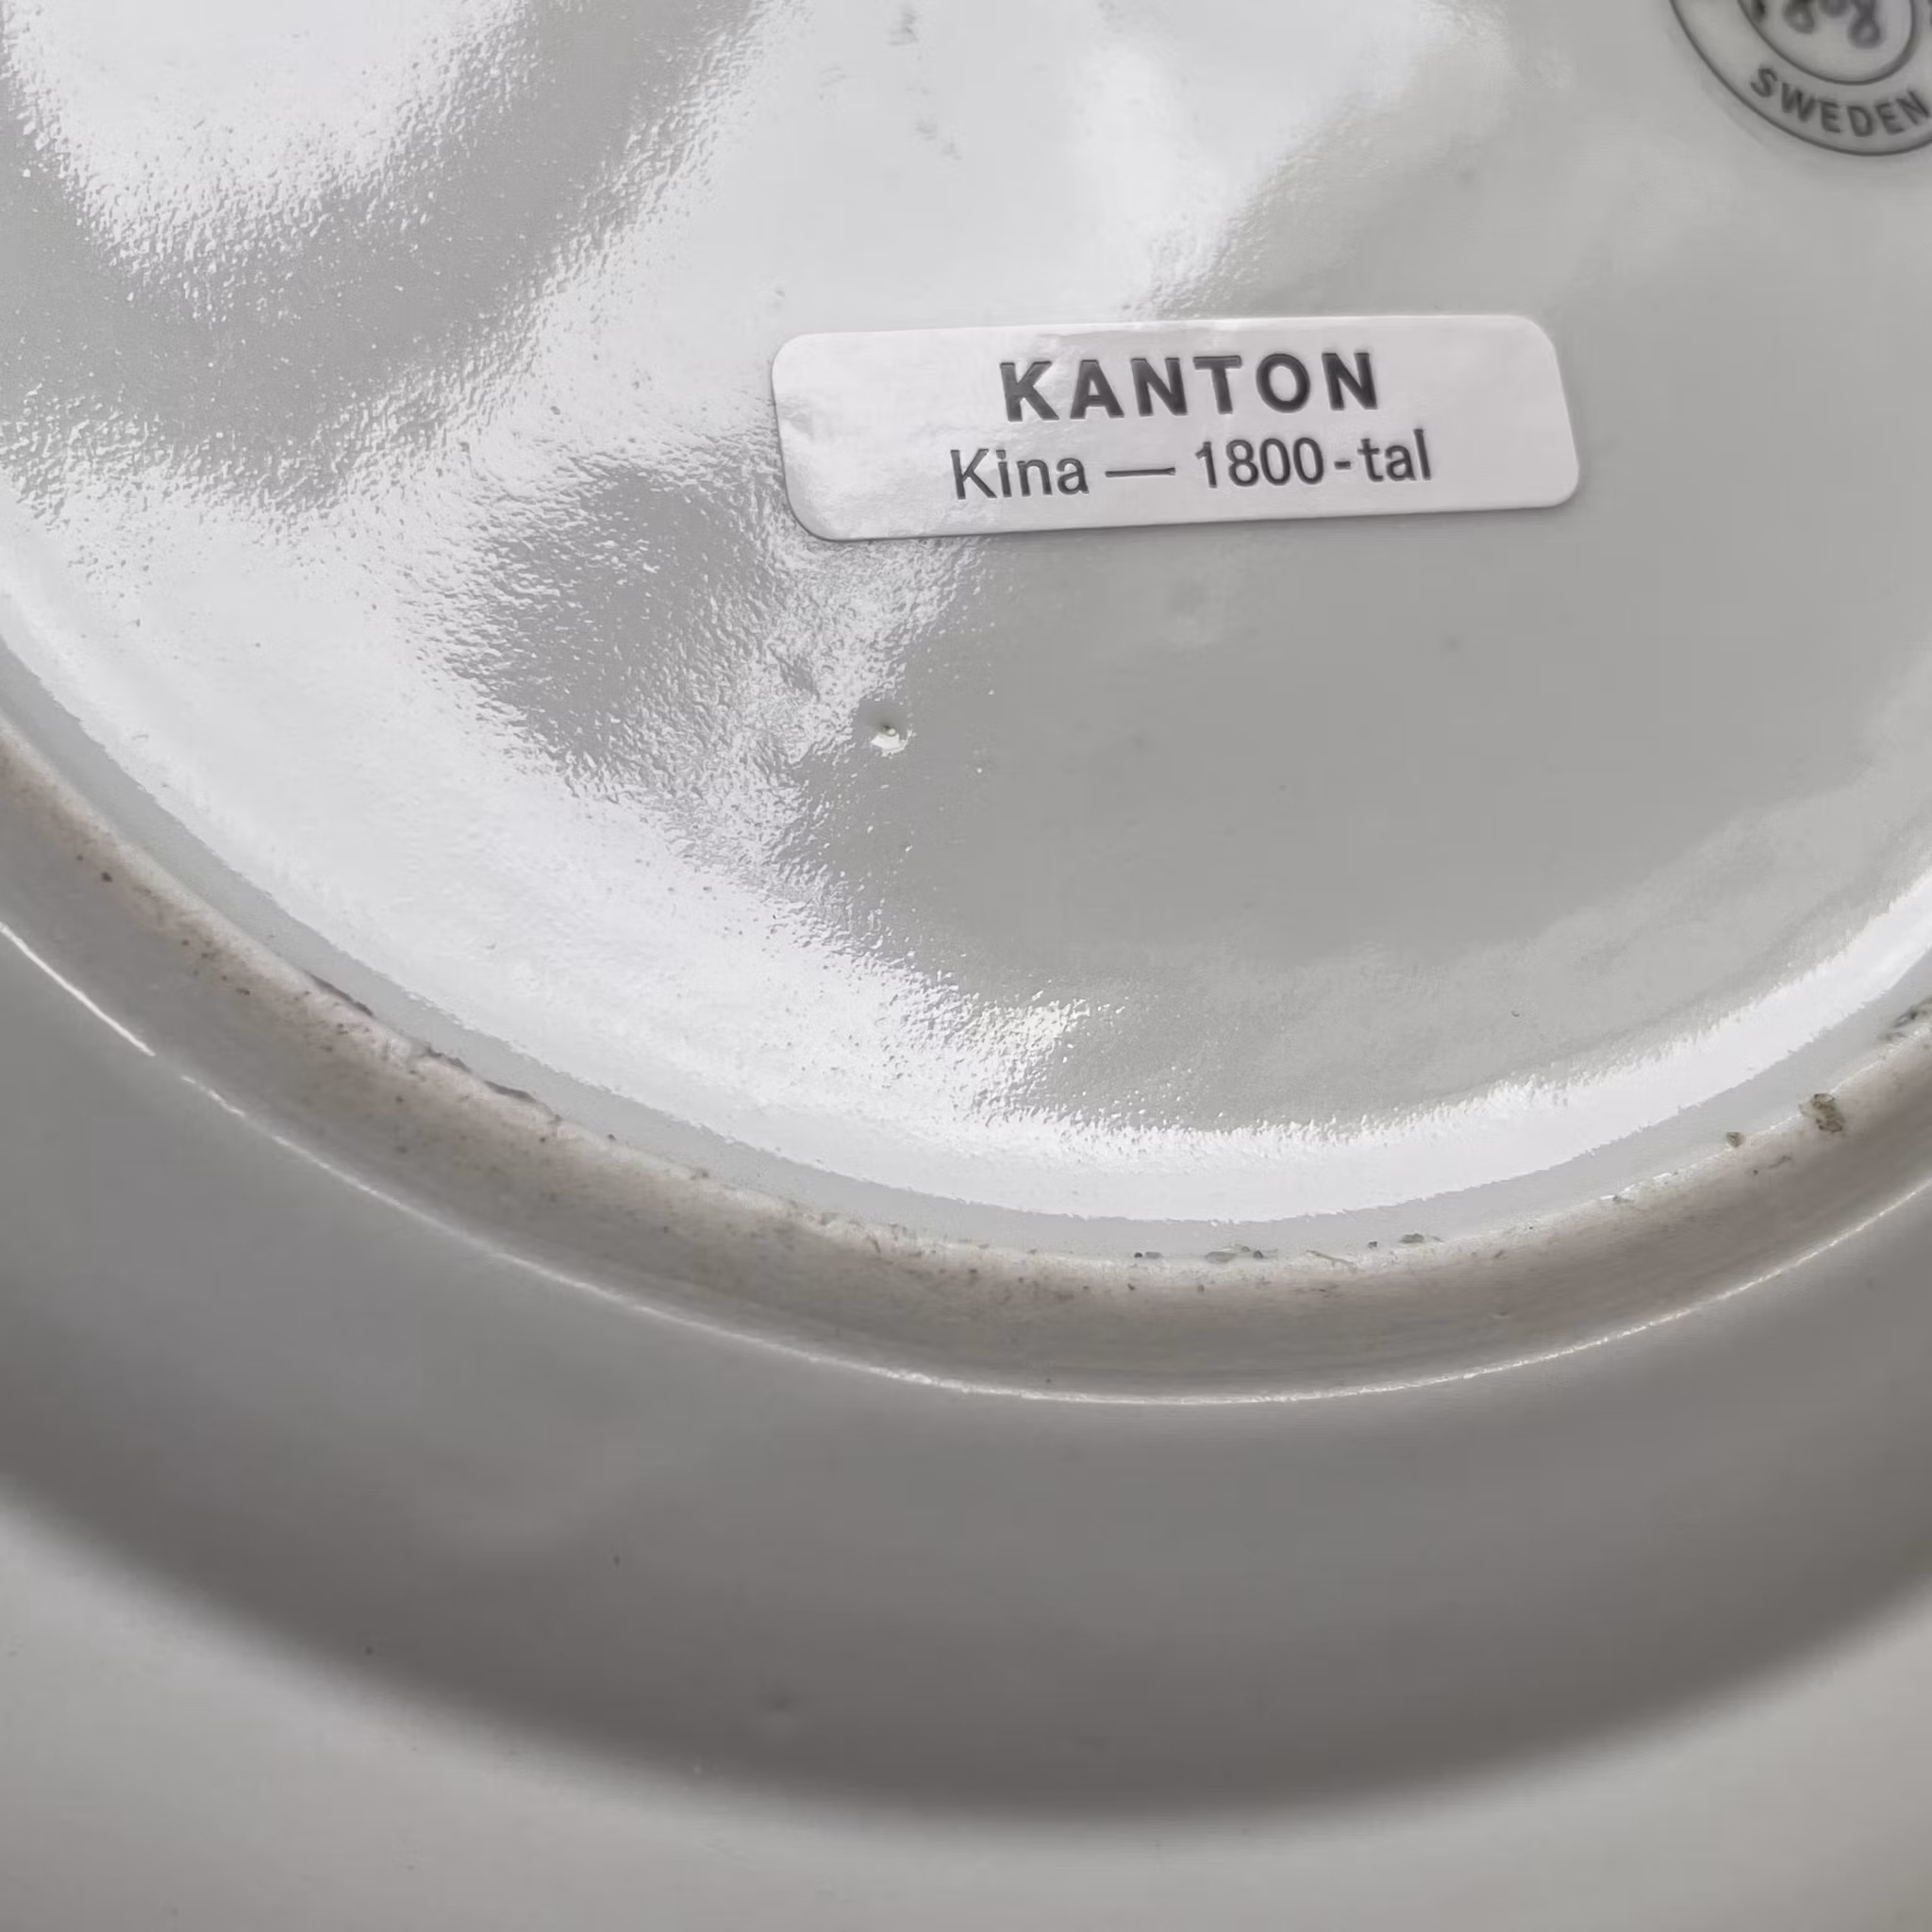 SWEDEN
KANTON
Kina — 1800-tal